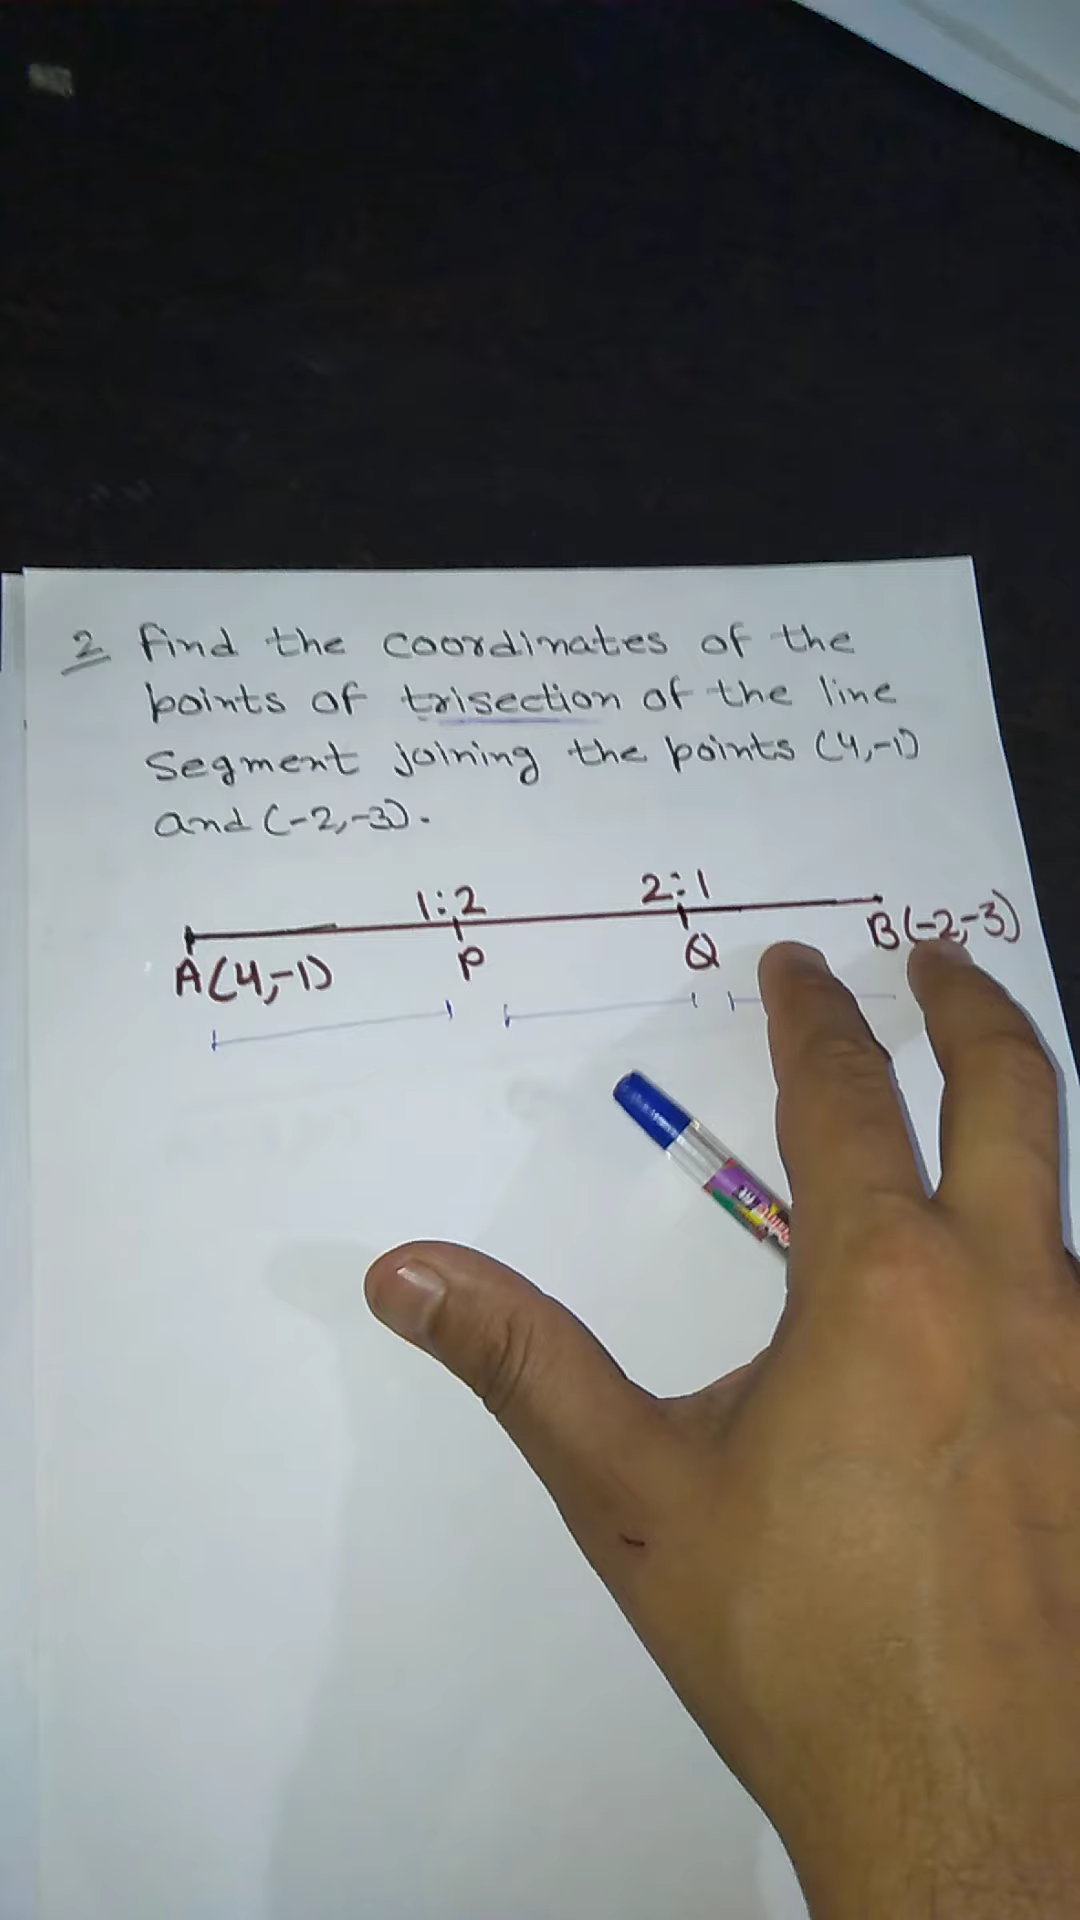 2 Find the coordinates of the
points of trisection of the line
Segment joining the points (4,-1)
and (-2,-3).
1:2 2:1
A(4,-1) P Q B(-2,-3)